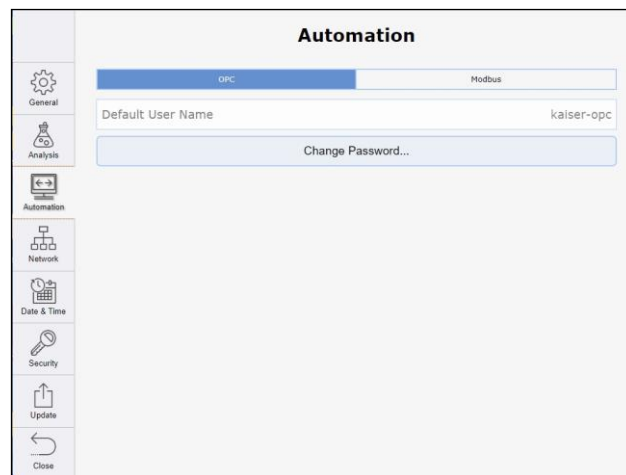 Automation
OPC
Modbus
Default User Name
kaiser-opc
Change Password...
General
Analysis
Automation
Network
Date & Time
Security
Update
Close